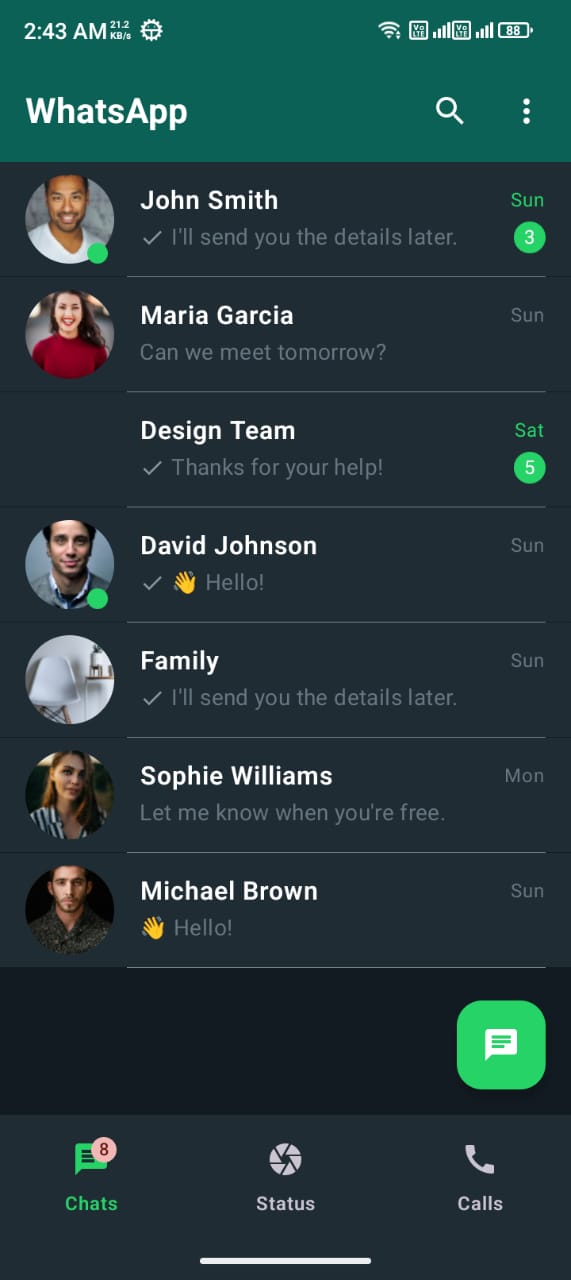 2:43 AM 21.2 KB/s Vo LTE Vo LTE 88
WhatsApp
John Smith Sun
I'll send you the details later. 3
Maria Garcia Sun
Can we meet tomorrow?
Design Team Sat
Thanks for your help! 5
David Johnson Sun
👋 Hello!
Family Sun
I'll send you the details later.
Sophie Williams Mon
Let me know when you're free.
Michael Brown Sun
👋 Hello!
8
Chats Status Calls